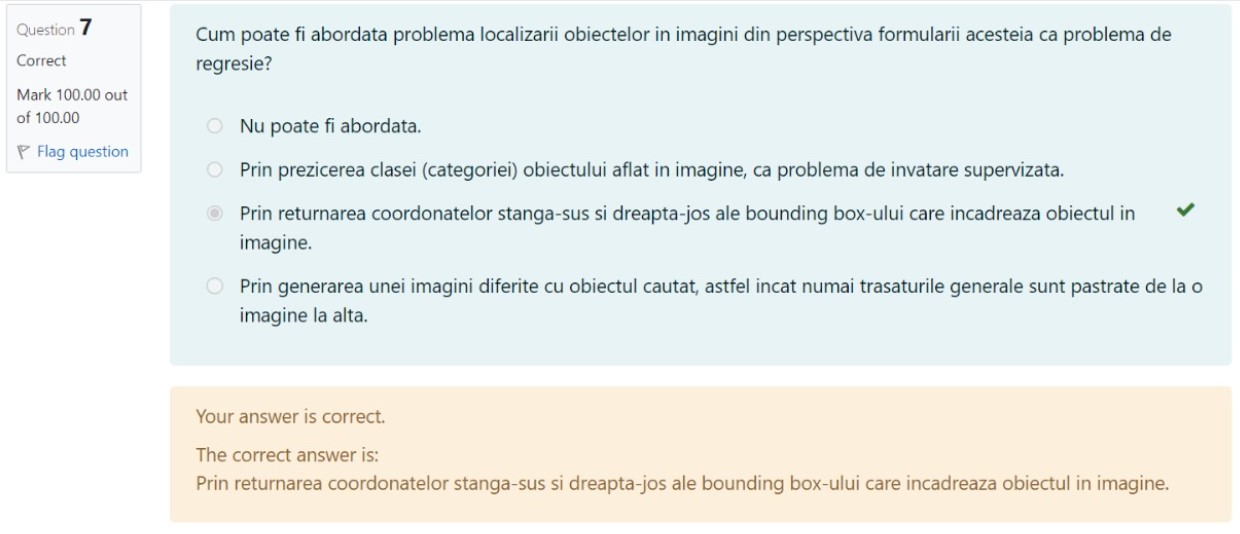 Question 7
Correct
Mark 100.00 out
of 100.00
Flag question
Cum poate fi abordata problema localizarii obiectelor in imagini din perspectiva formularii acesteia ca problema de
regresie?
Nu poate fi abordata.
Prin prezicerea clasei (categoriei) obiectului aflat in imagine, ca problema de invatare supervizata.
Prin returnarea coordonatelor stanga-sus si dreapta-jos ale bounding box-ului care incadreaza obiectul in
imagine.
Prin generarea unei imagini diferite cu obiectul cautat, astfel incat numai trasaturile generale sunt pastrate de la o
imagine la alta.
Your answer is correct.
The correct answer is:
Prin returnarea coordonatelor stanga-sus si dreapta-jos ale bounding box-ului care incadreaza obiectul in imagine.